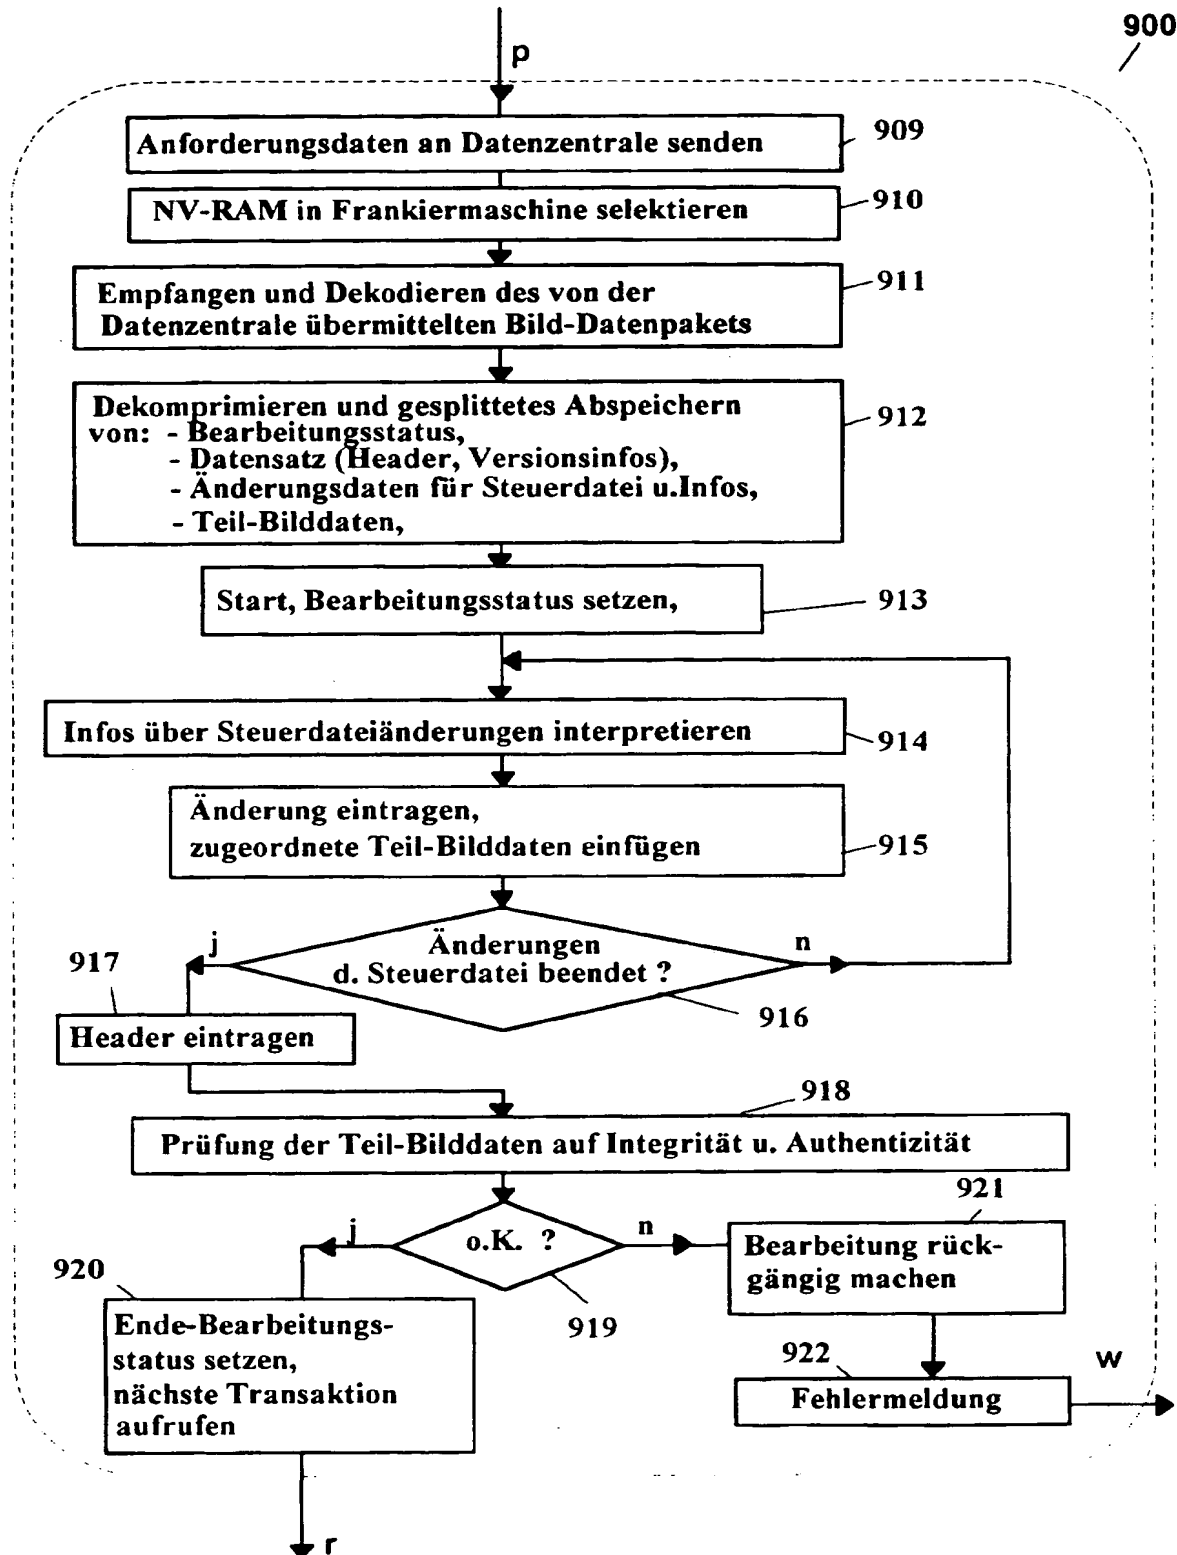 900
p
Anforderungsdaten an Datenzentrale senden
909
NV-RAM in Frankiermaschine selektieren
910
Empfangen und Dekodieren des von der
Datenzentrale übermittelten Bild-Datenpakets
911
Dekomprimieren und gesplittetes Abspeichern
von: - Bearbeitungsstatus,
- Datensatz (Header, Versionsinfos),
- Änderungsdaten für Steuerdatei u.Infos,
- Teil-Bilddaten,
912
Start, Bearbeitungsstatus setzen,
913
Infos über Steuerdateiänderungen interpretieren
914
Änderung eintragen,
zugeordnete Teil-Bilddaten einfügen
915
j
Änderungen
d. Steuerdatei beendet ?
n
916
917
Header eintragen
918
Prüfung der Teil-Bilddaten auf Integrität u. Authentizität
j
o.K. ?
n
919
921
Bearbeitung rück-
gängig machen
920
Ende-Bearbeitungs-
status setzen,
nächste Transaktion
aufrufen
922
Fehlermeldung
w
r